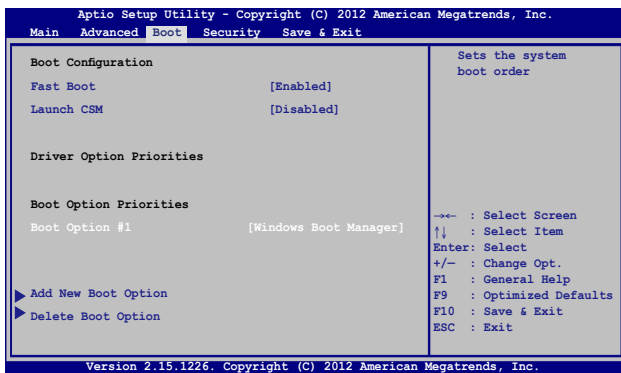 Aptio Setup Utility - Copyright (C) 2012 American Megatrends, Inc.
Main Advanced Boot Security Save & Exit
Boot Configuration
Fast Boot [Enabled]
Launch CSM [Disabled]
Driver Option Priorities
Boot Option Priorities
Boot Option #1 [Windows Boot Manager]
Add New Boot Option
Delete Boot Option
Sets the system
boot order
→← : Select Screen
↑↓ : Select Item
Enter: Select
+/— : Change Opt.
F1 : General Help
F9 : Optimized Defaults
F10 : Save & Exit
ESC : Exit
Version 2.15.1226. Copyright (C) 2012 American Megatrends, Inc.